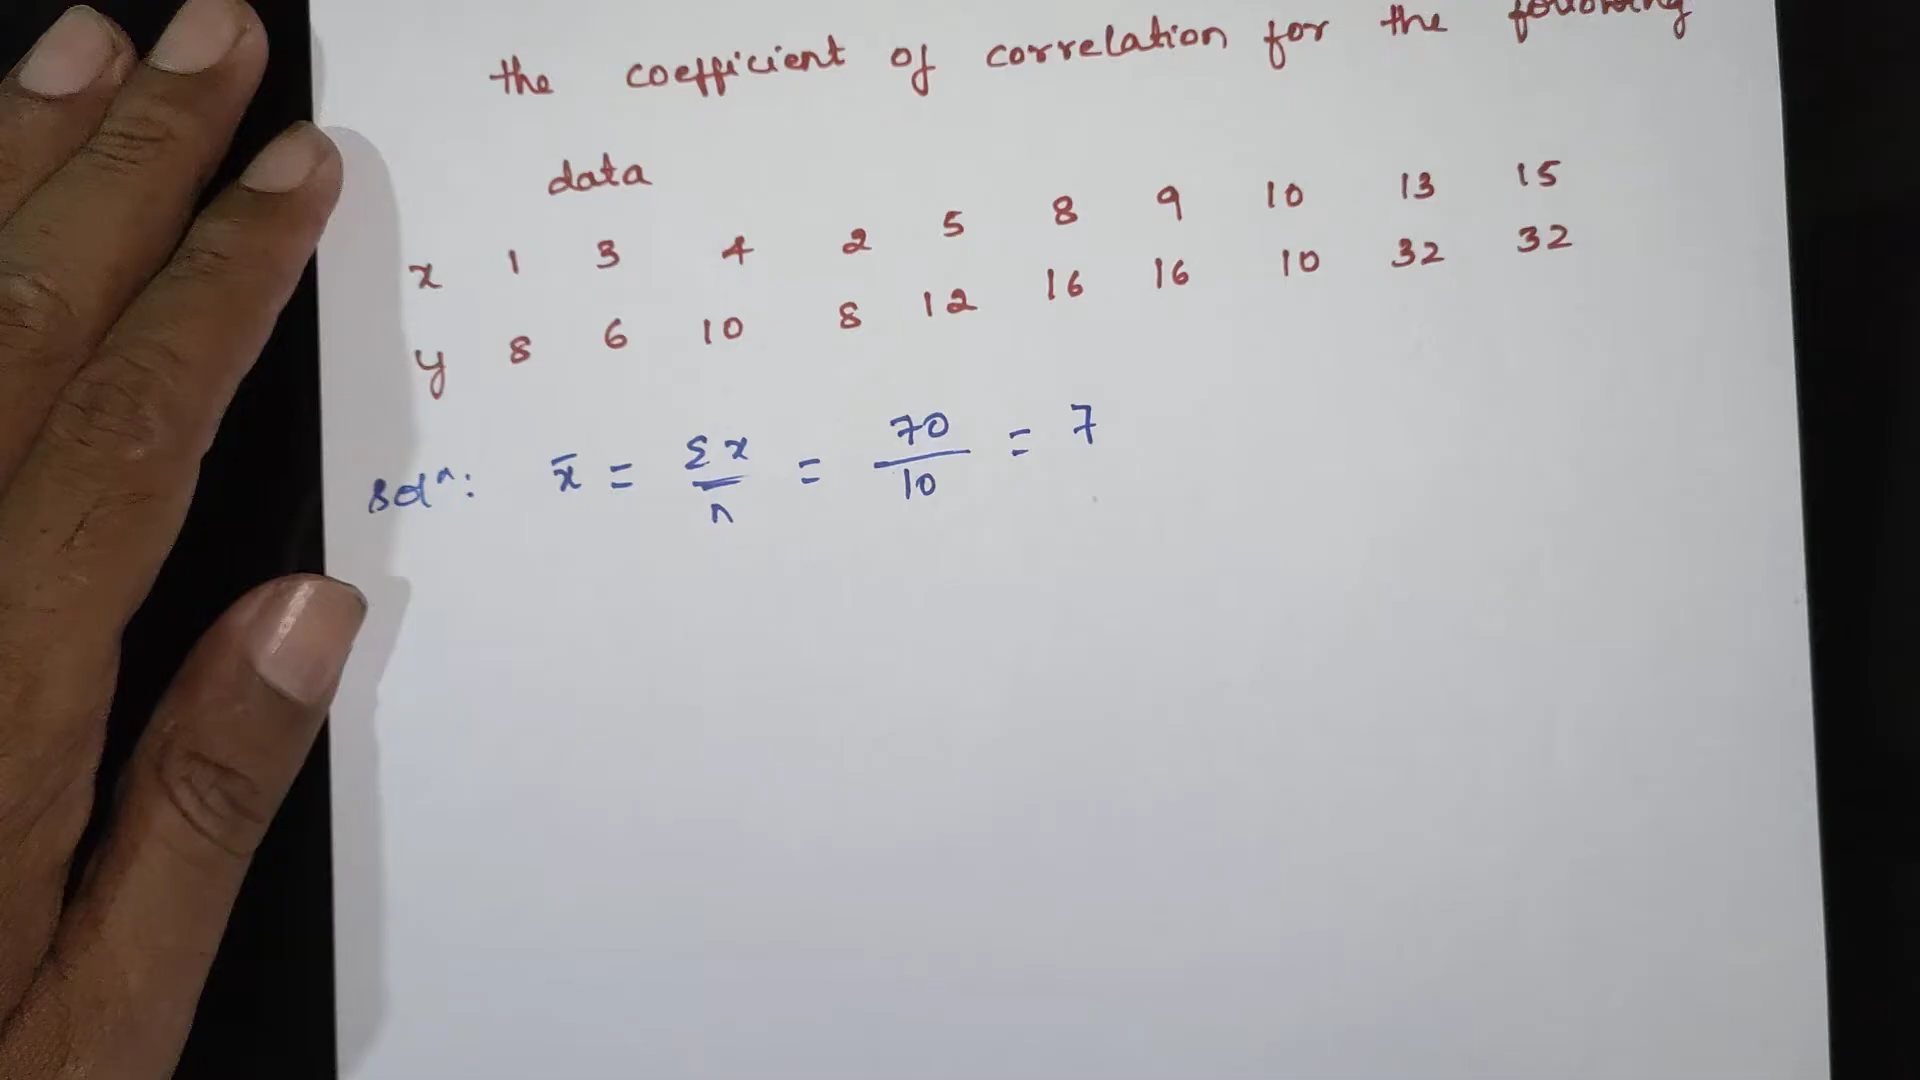 the coefficient of correlation for the following
data
x 1 3 4 2 5 8 9 10 13 15
y 8 6 10 8 12 16 16 10 32 32
Solⁿ: x̄ = Σx/n = 70/10 = 7